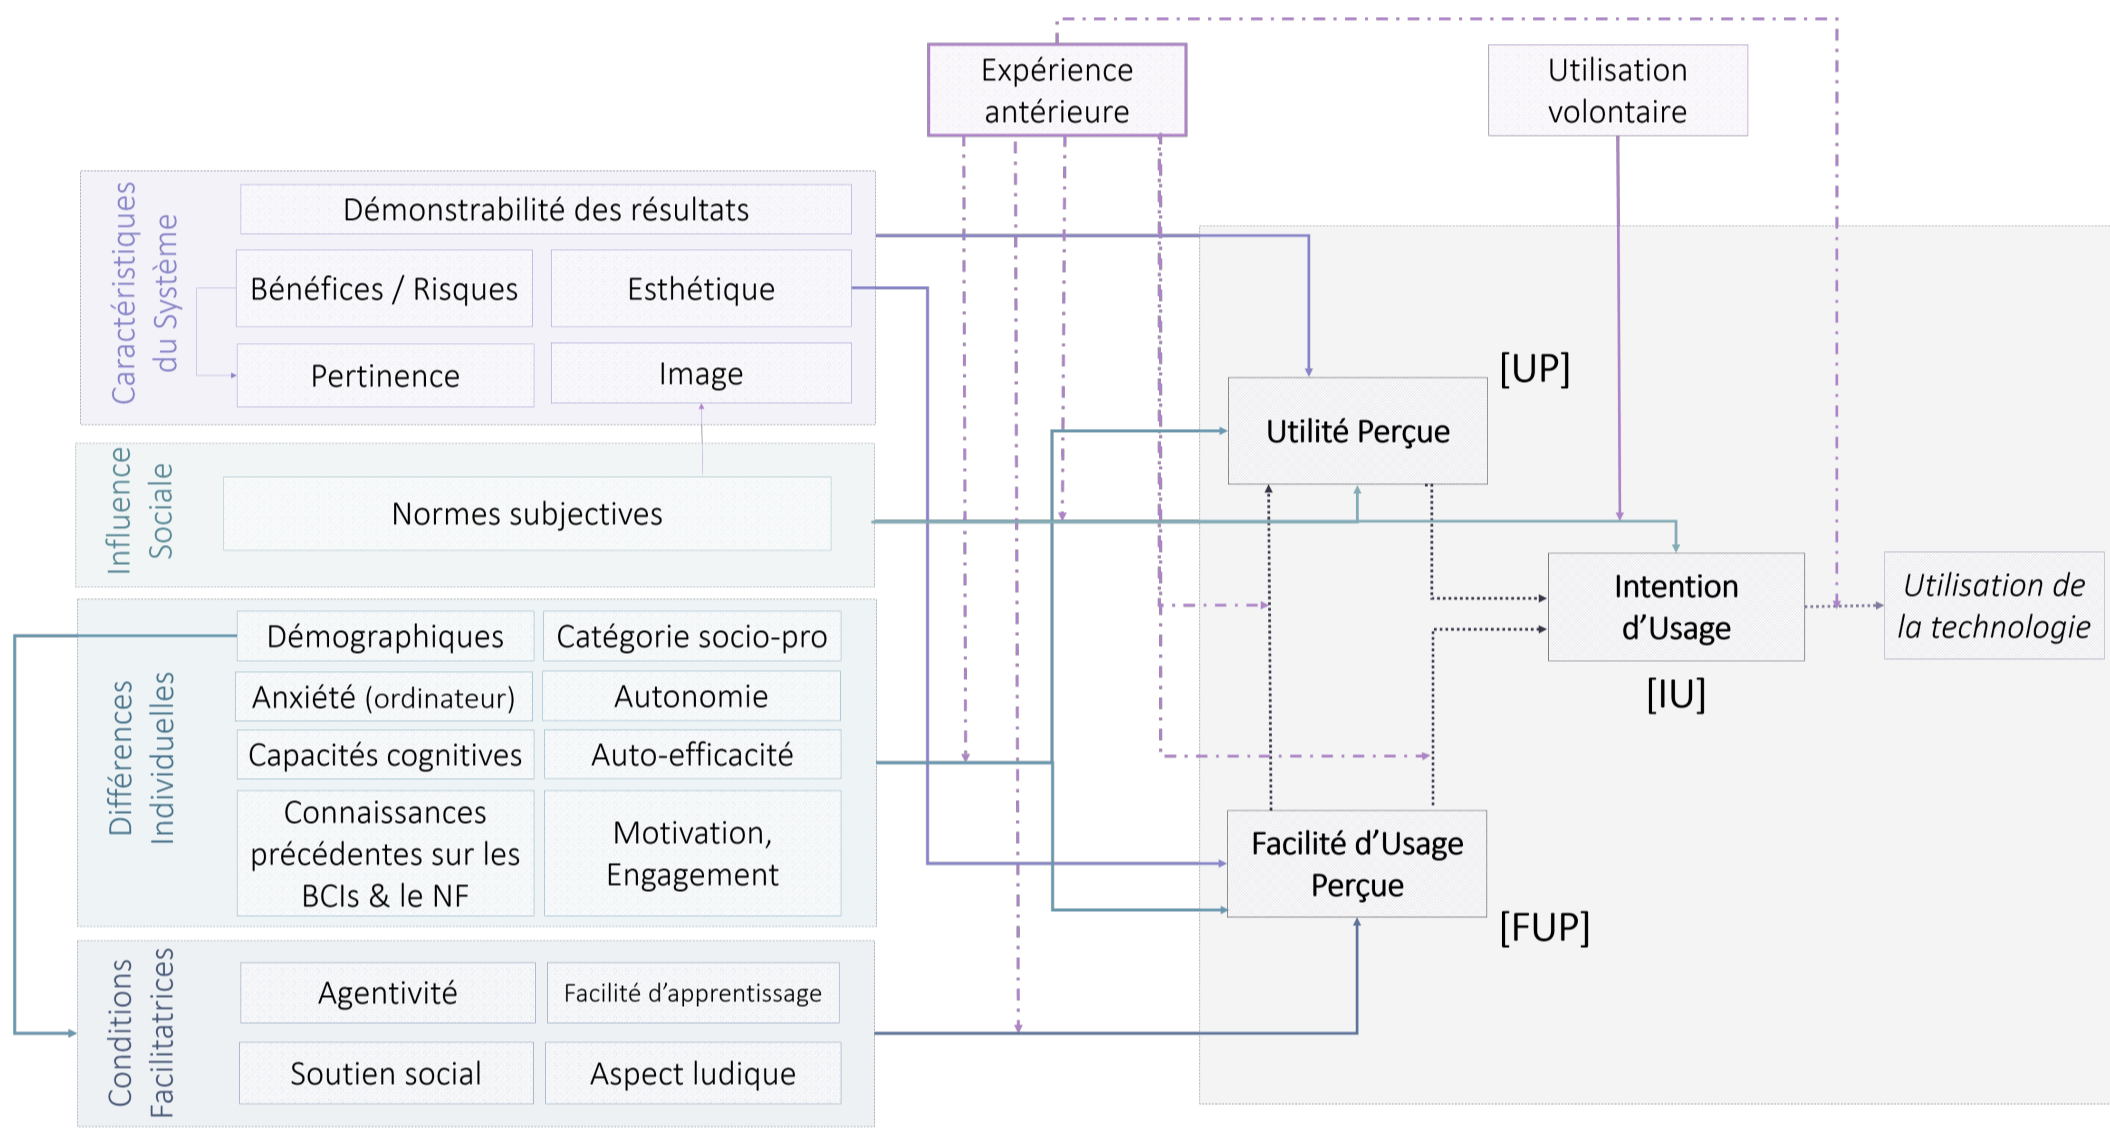 Expérience
antérieure
Utilisation
volontaire
Caractéristiques
du Système
Démonstrabilité des résultats
Bénéfices / Risques
Esthétique
Pertinence
Image
[UP]
Utilité Perçue
Influence
Sociale
Normes subjectives
Intention
d’Usage
[IU]
Utilisation de
la technologie
Différences
Individuelles
Démographiques
Catégorie socio-pro
Anxiété (ordinateur)
Autonomie
Capacités cognitives
Auto-efficacité
Connaissances
précédentes sur les
BCIs & le NF
Motivation,
Engagement
Facilité d’Usage
Perçue
[FUP]
Conditions
Facilitatrices
Agentivité
Facilité d’apprentissage
Soutien social
Aspect ludique